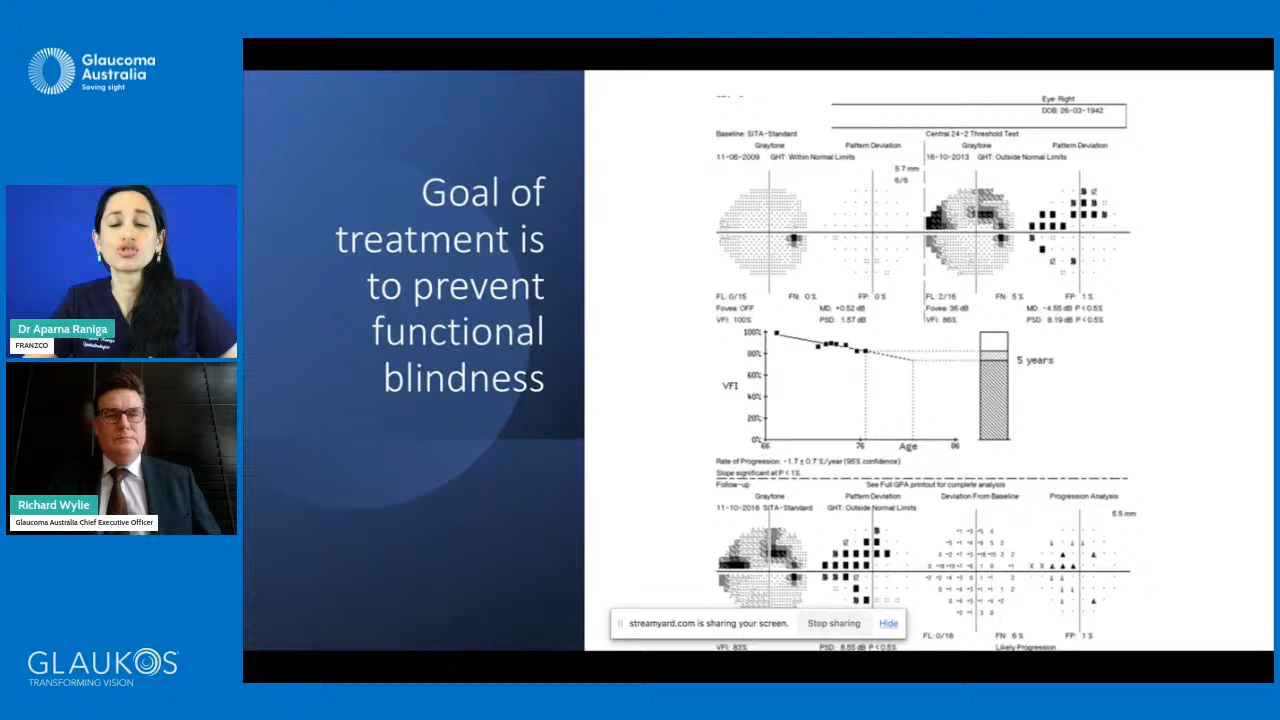 Glaucoma
Australia
Saving sight
Dr Aparna Raniga
FRANZCO
Richard Wylie
Glaucoma Australia Chief Executive Officer
GLAUKOS
TRANSFORMING VISION
Goal of
treatment is
to prevent
functional
blindness
Eye: Right
DOB: 26-03-1942
Baseline: SITA-Standard
Central 24-2 Threshold Test
Graytone Pattern Deviation Graytone Pattern Deviation
11-06-2009 GHT: Within Normal Limits
16-10-2013 GHT: Outside Normal Limits
5.7 mm
6/6
FL: 0/15 FN: 0% FP: 0% FL: 2/16 FN: 5% FP: 1%
Fovea: OFF MD: +0.52 dB Fovea: 36 dB MD: -4.55 dB P < 0.5%
VFI: 100% PSD: 1.57 dB VFI: 86% PSD: 8.19 dB P < 0.5%
100%
80%
60%
40%
20%
0%
VFI
66 76 Age 86
5 years
Rate of Progression: -1.7 ± 0.7 %/year (95% confidence)
Slope significant at P < 1%
Follow-up See Full GPA printout for complete analysis
Graytone Pattern Deviation Deviation From Baseline Progression Analysis
11-10-2018 SITA-Standard GHT: Outside Normal Limits
5.5 mm
streamyard.com is sharing your screen. Stop sharing Hide
FL: 0/18 FN: 6% FP: 1%
VFI: 83% PSD: 8.55 dB P < 0.5% Likely Progression